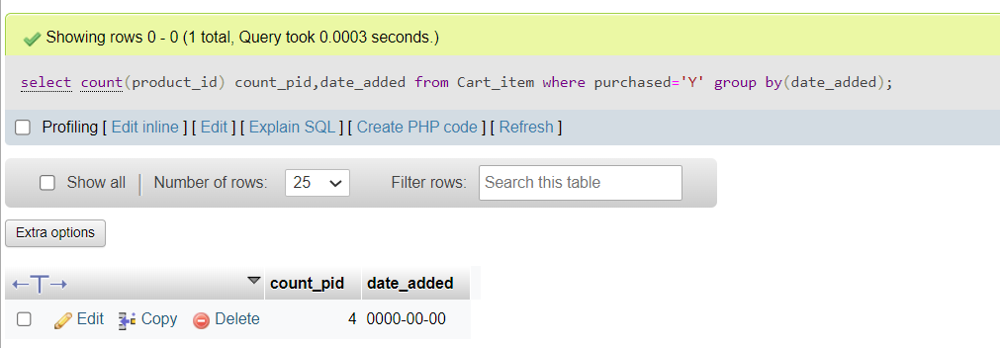 Showing rows 0 - 0 (1 total, Query took 0.0003 seconds.)
select count(product_id) count_pid,date_added from Cart_item where purchased='Y' group by(date_added);
Profiling [ Edit inline ] [ Edit ] [ Explain SQL ] [ Create PHP code ] [ Refresh ]
Show all Number of rows: 25 Filter rows: Search this table
Extra options
count_pid date_added
Edit Copy Delete 4 0000-00-00